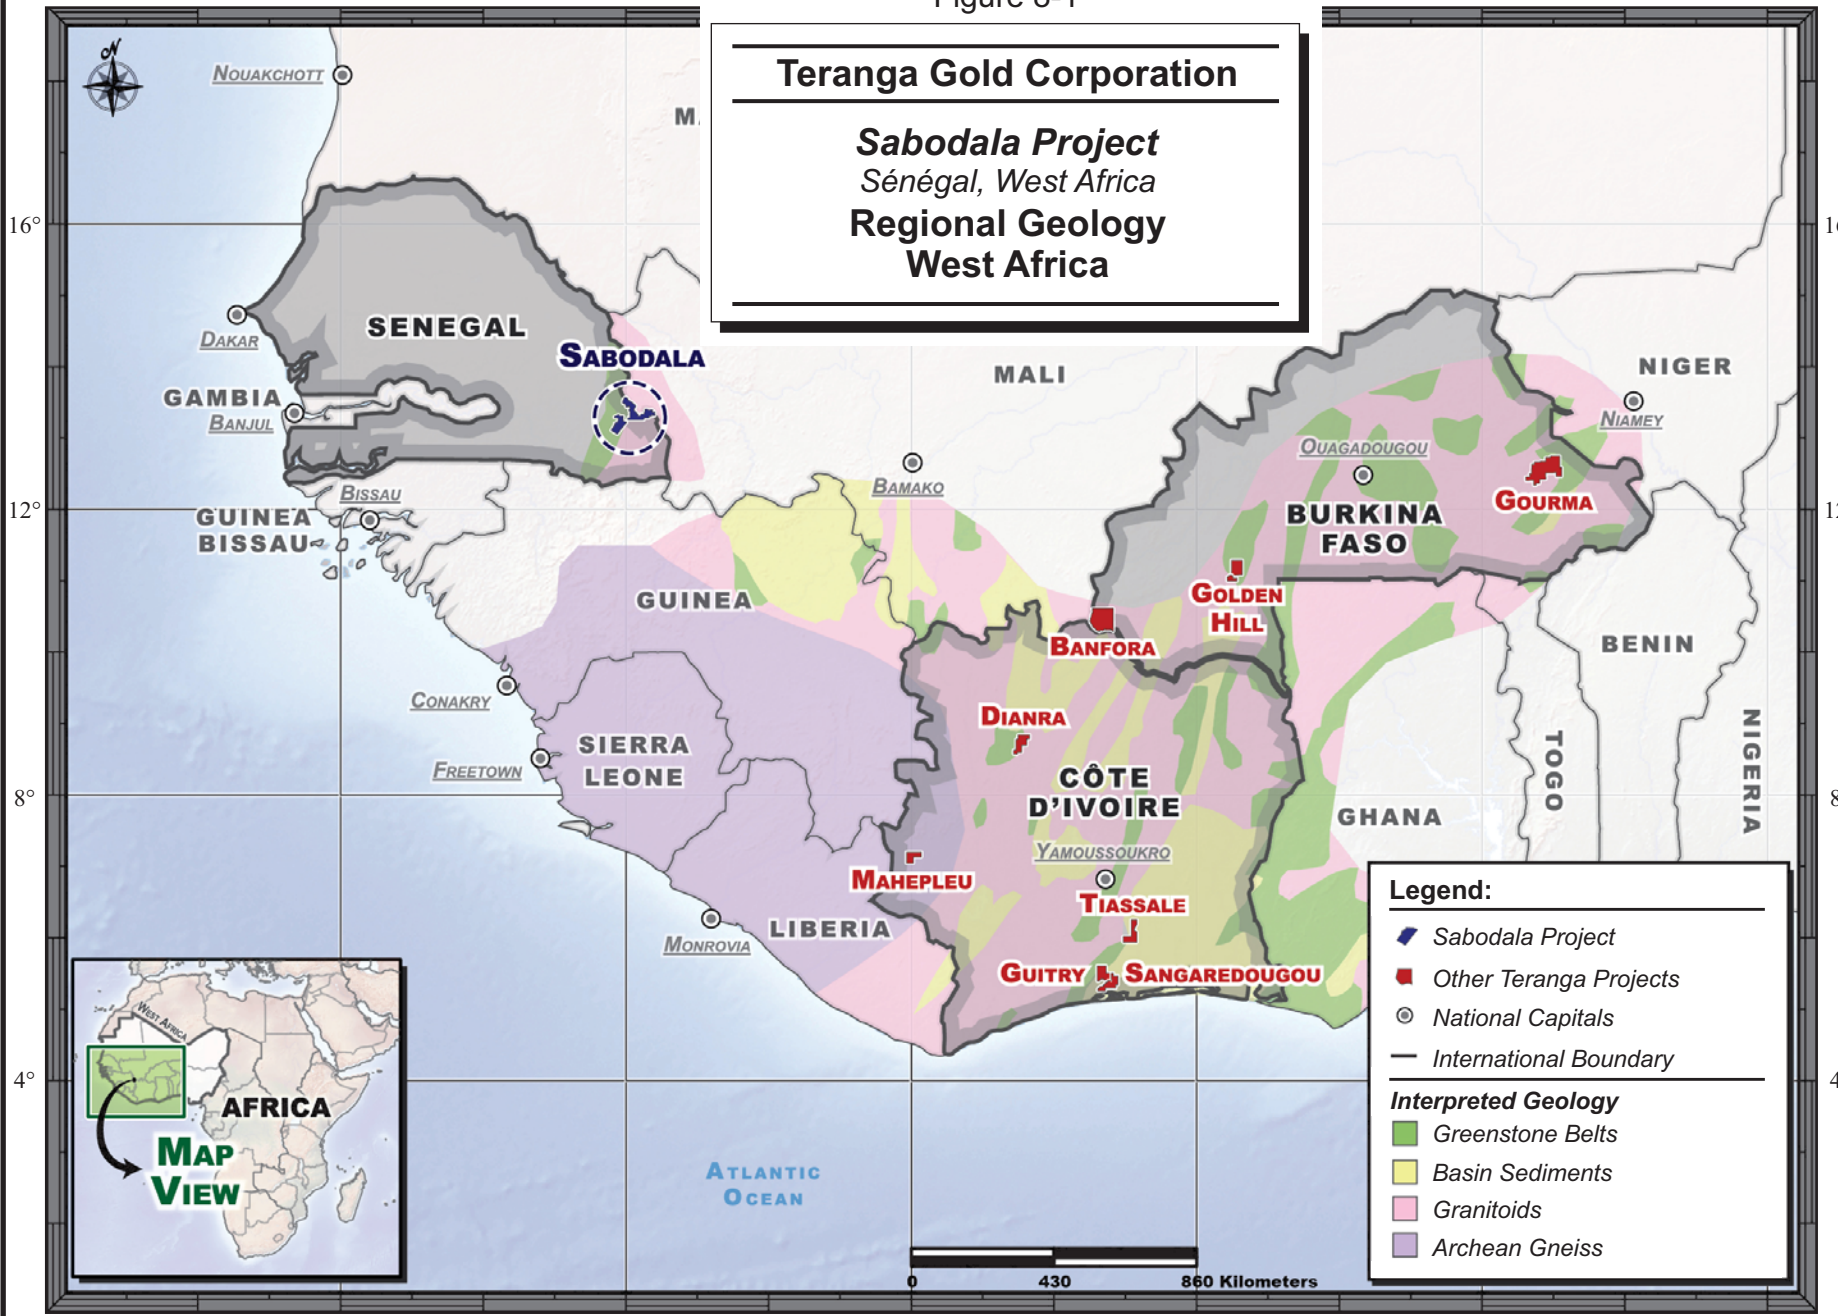 Teranga Gold Corporation
Sabodala Project
Sénégal, West Africa
Regional Geology
West Africa
N
NOUAKCHOTT
16°
SENEGAL
DAKAR
SABODALA
GAMBIA
BANJUL
MALI
NIGER
NIAMEY
OUAGADOUGOU
BAMAKO
GOURMA
BISSAU
12°
GUINEA
BISSAU
BURKINA
FASO
GUINEA
GOLDEN
HILL
BANFORA
BENIN
CONAKRY
DIANRA
SIERRA
LEONE
FREETOWN
CÔTE
D'IVOIRE
TOGO
NIGERIA
8°
8
GHANA
YAMOUSSOUKRO
MAHEPLEU
TIASSALE
LIBERIA
MONROVIA
GUITRY
SANGAREDOUGOU
4°
4
WEST AFRICA
AFRICA
MAP
VIEW
ATLANTIC
OCEAN
0 430 860 Kilometers
Legend:
Sabodala Project
Other Teranga Projects
National Capitals
International Boundary
Interpreted Geology
Greenstone Belts
Basin Sediments
Granitoids
Archean Gneiss